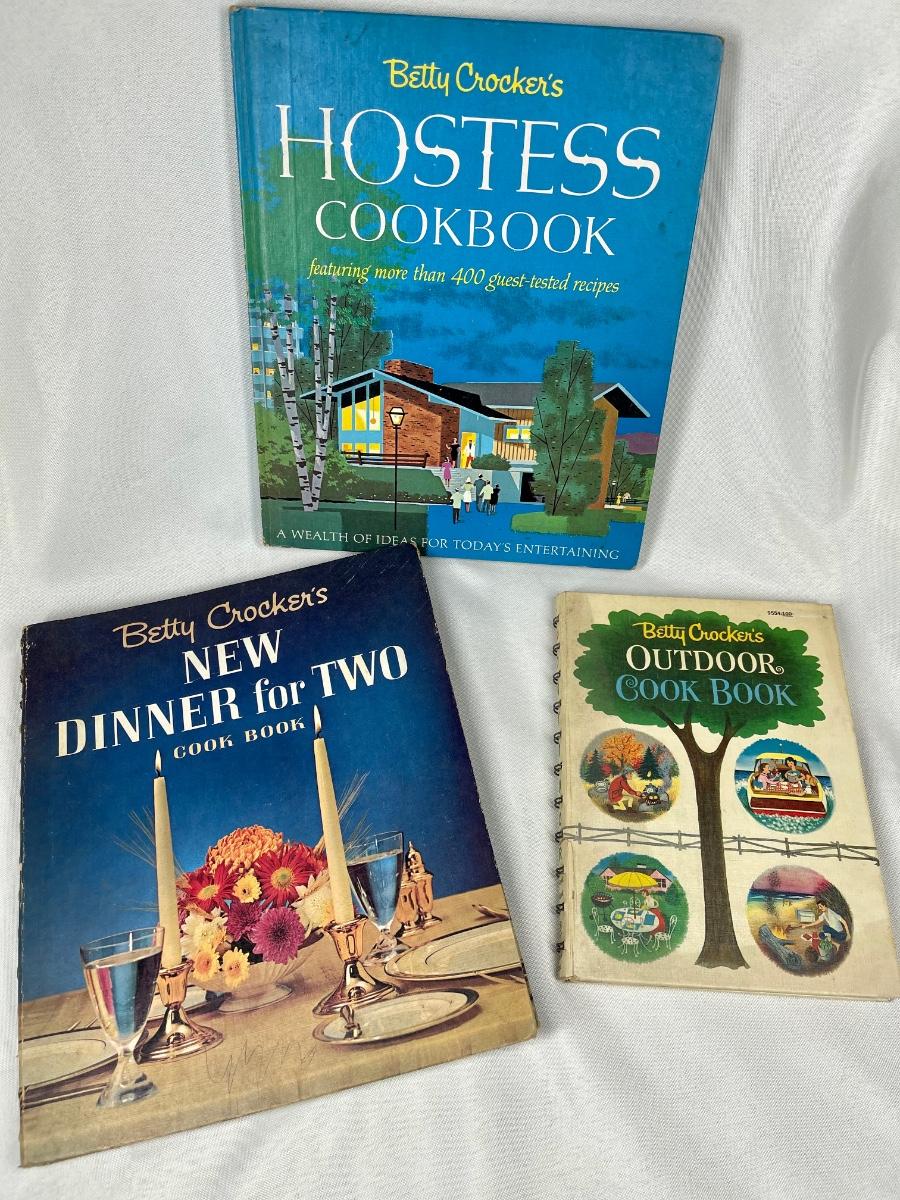 Betty Crocker's
HOSTESS
COOKBOOK
featuring more than 400 guest-tested recipes
A WEALTH OF IDEAS FOR TODAY'S ENTERTAINING
Betty Crocker's
NEW
DINNER for TWO
COOK BOOK
Betty Crocker's
OUTDOOR
COOK BOOK